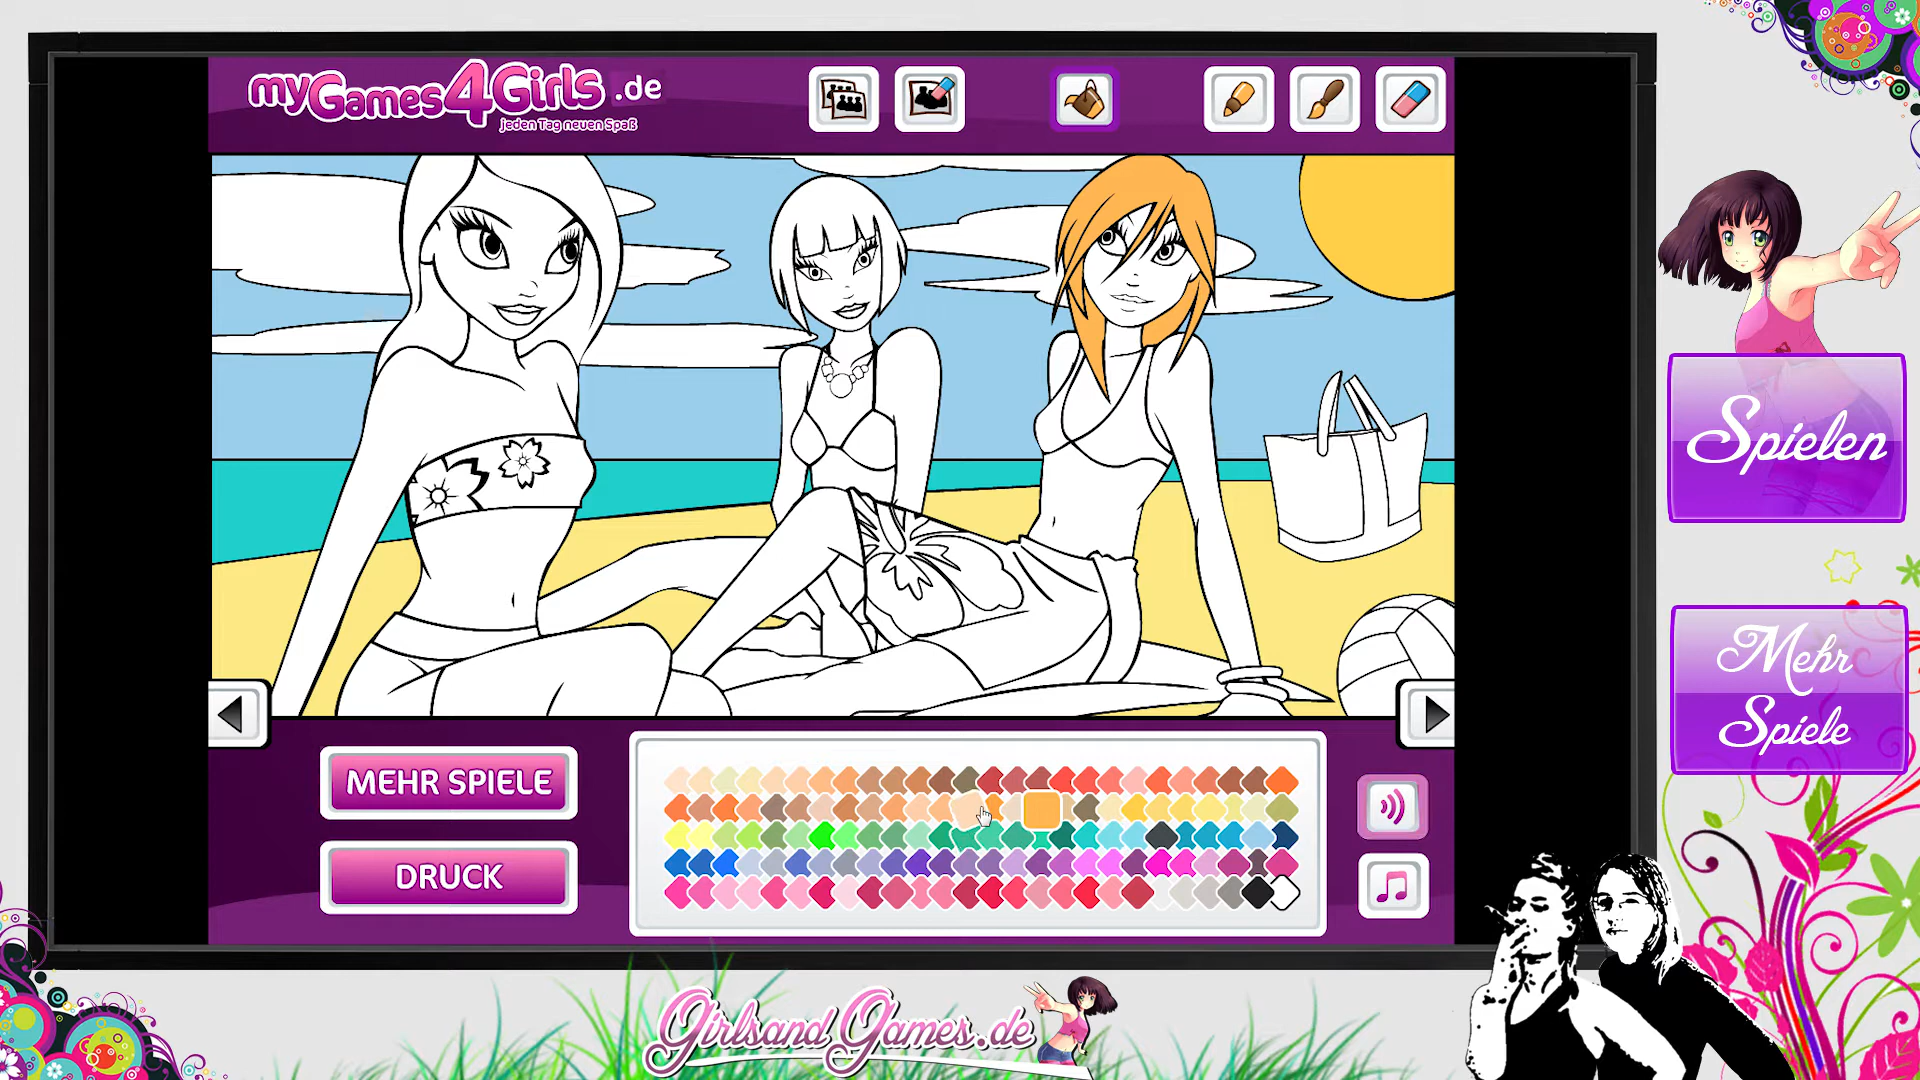 myGames4Girls.de
jeden Tag neuen Spaß
Spielen
Mehr
Spiele
MEHR SPIELE
DRUCK
GirlsandGames.de